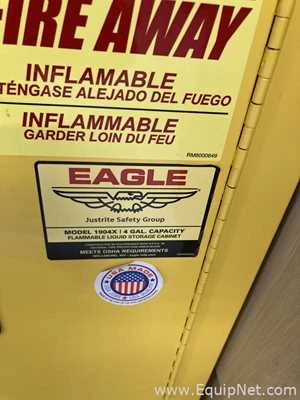 FIRE AWAY
INFLAMABLE
TÉNGASE ALEJADO DEL FUEGO
INFLAMMABLE
GARDER LOIN DU FEU
RM8000849
EAGLE
Justrite Safety Group
MODEL 1904X | 4 GAL. CAPACITY
FLAMMABLE LIQUID STORAGE CABINET
MEETS OSHA REQUIREMENTS
USA MADE
www.EquipNet.com